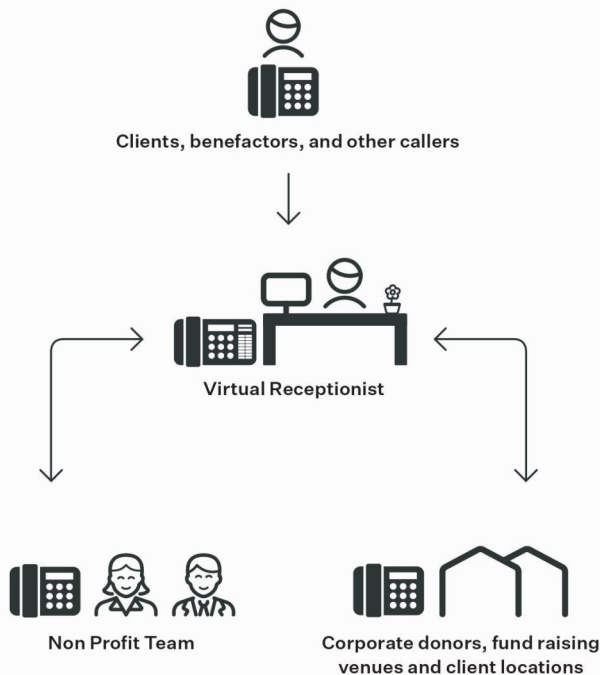 Clients, benefactors, and other callers
Virtual Receptionist
Non Profit Team
Corporate donors, fund raising
venues and client locations